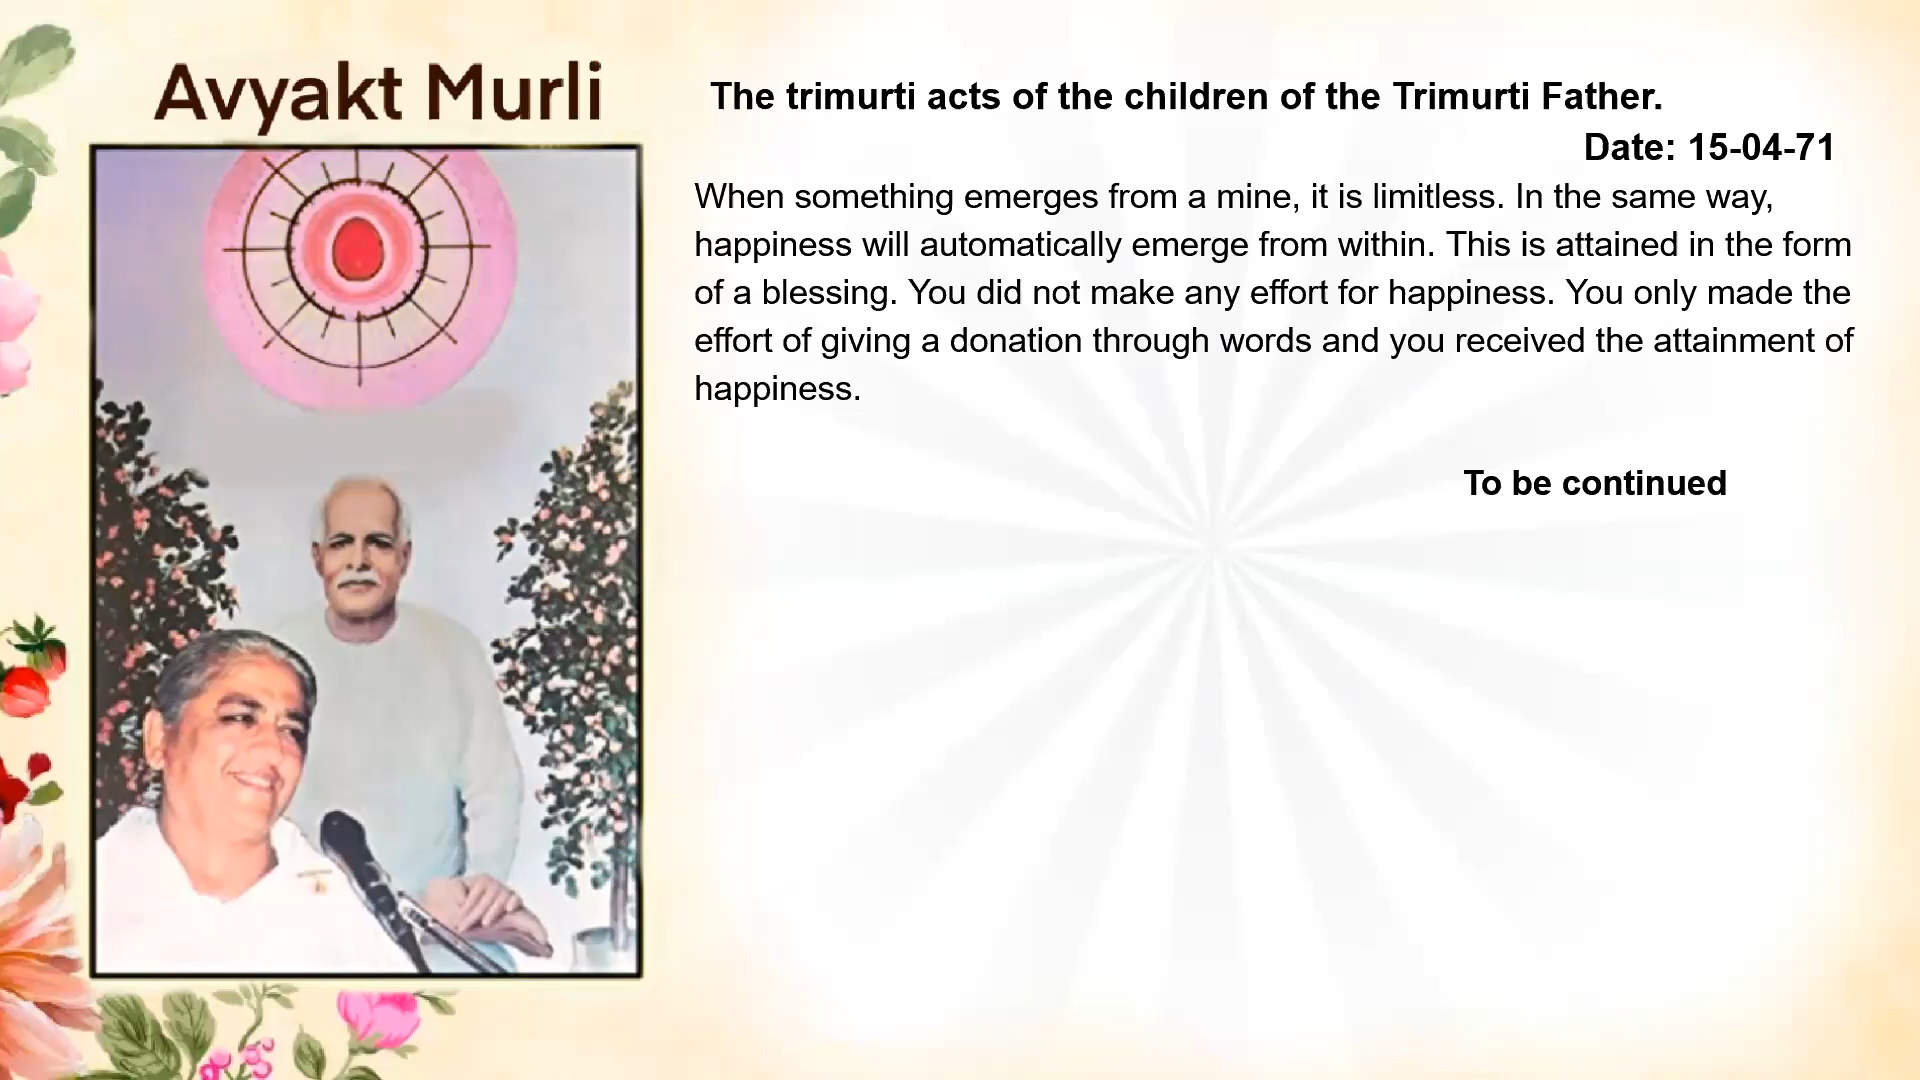 Avyakt Murli
The trimurti acts of the children of the Trimurti Father.
Date: 15-04-71
When something emerges from a mine, it is limitless. In the same way,
happiness will automatically emerge from within. This is attained in the form
of a blessing. You did not make any effort for happiness. You only made the
effort of giving a donation through words and you received the attainment of
happiness.
To be continued